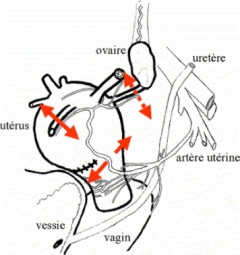 ovaire
uretère
utérus
artère utérine
vessie
vagin